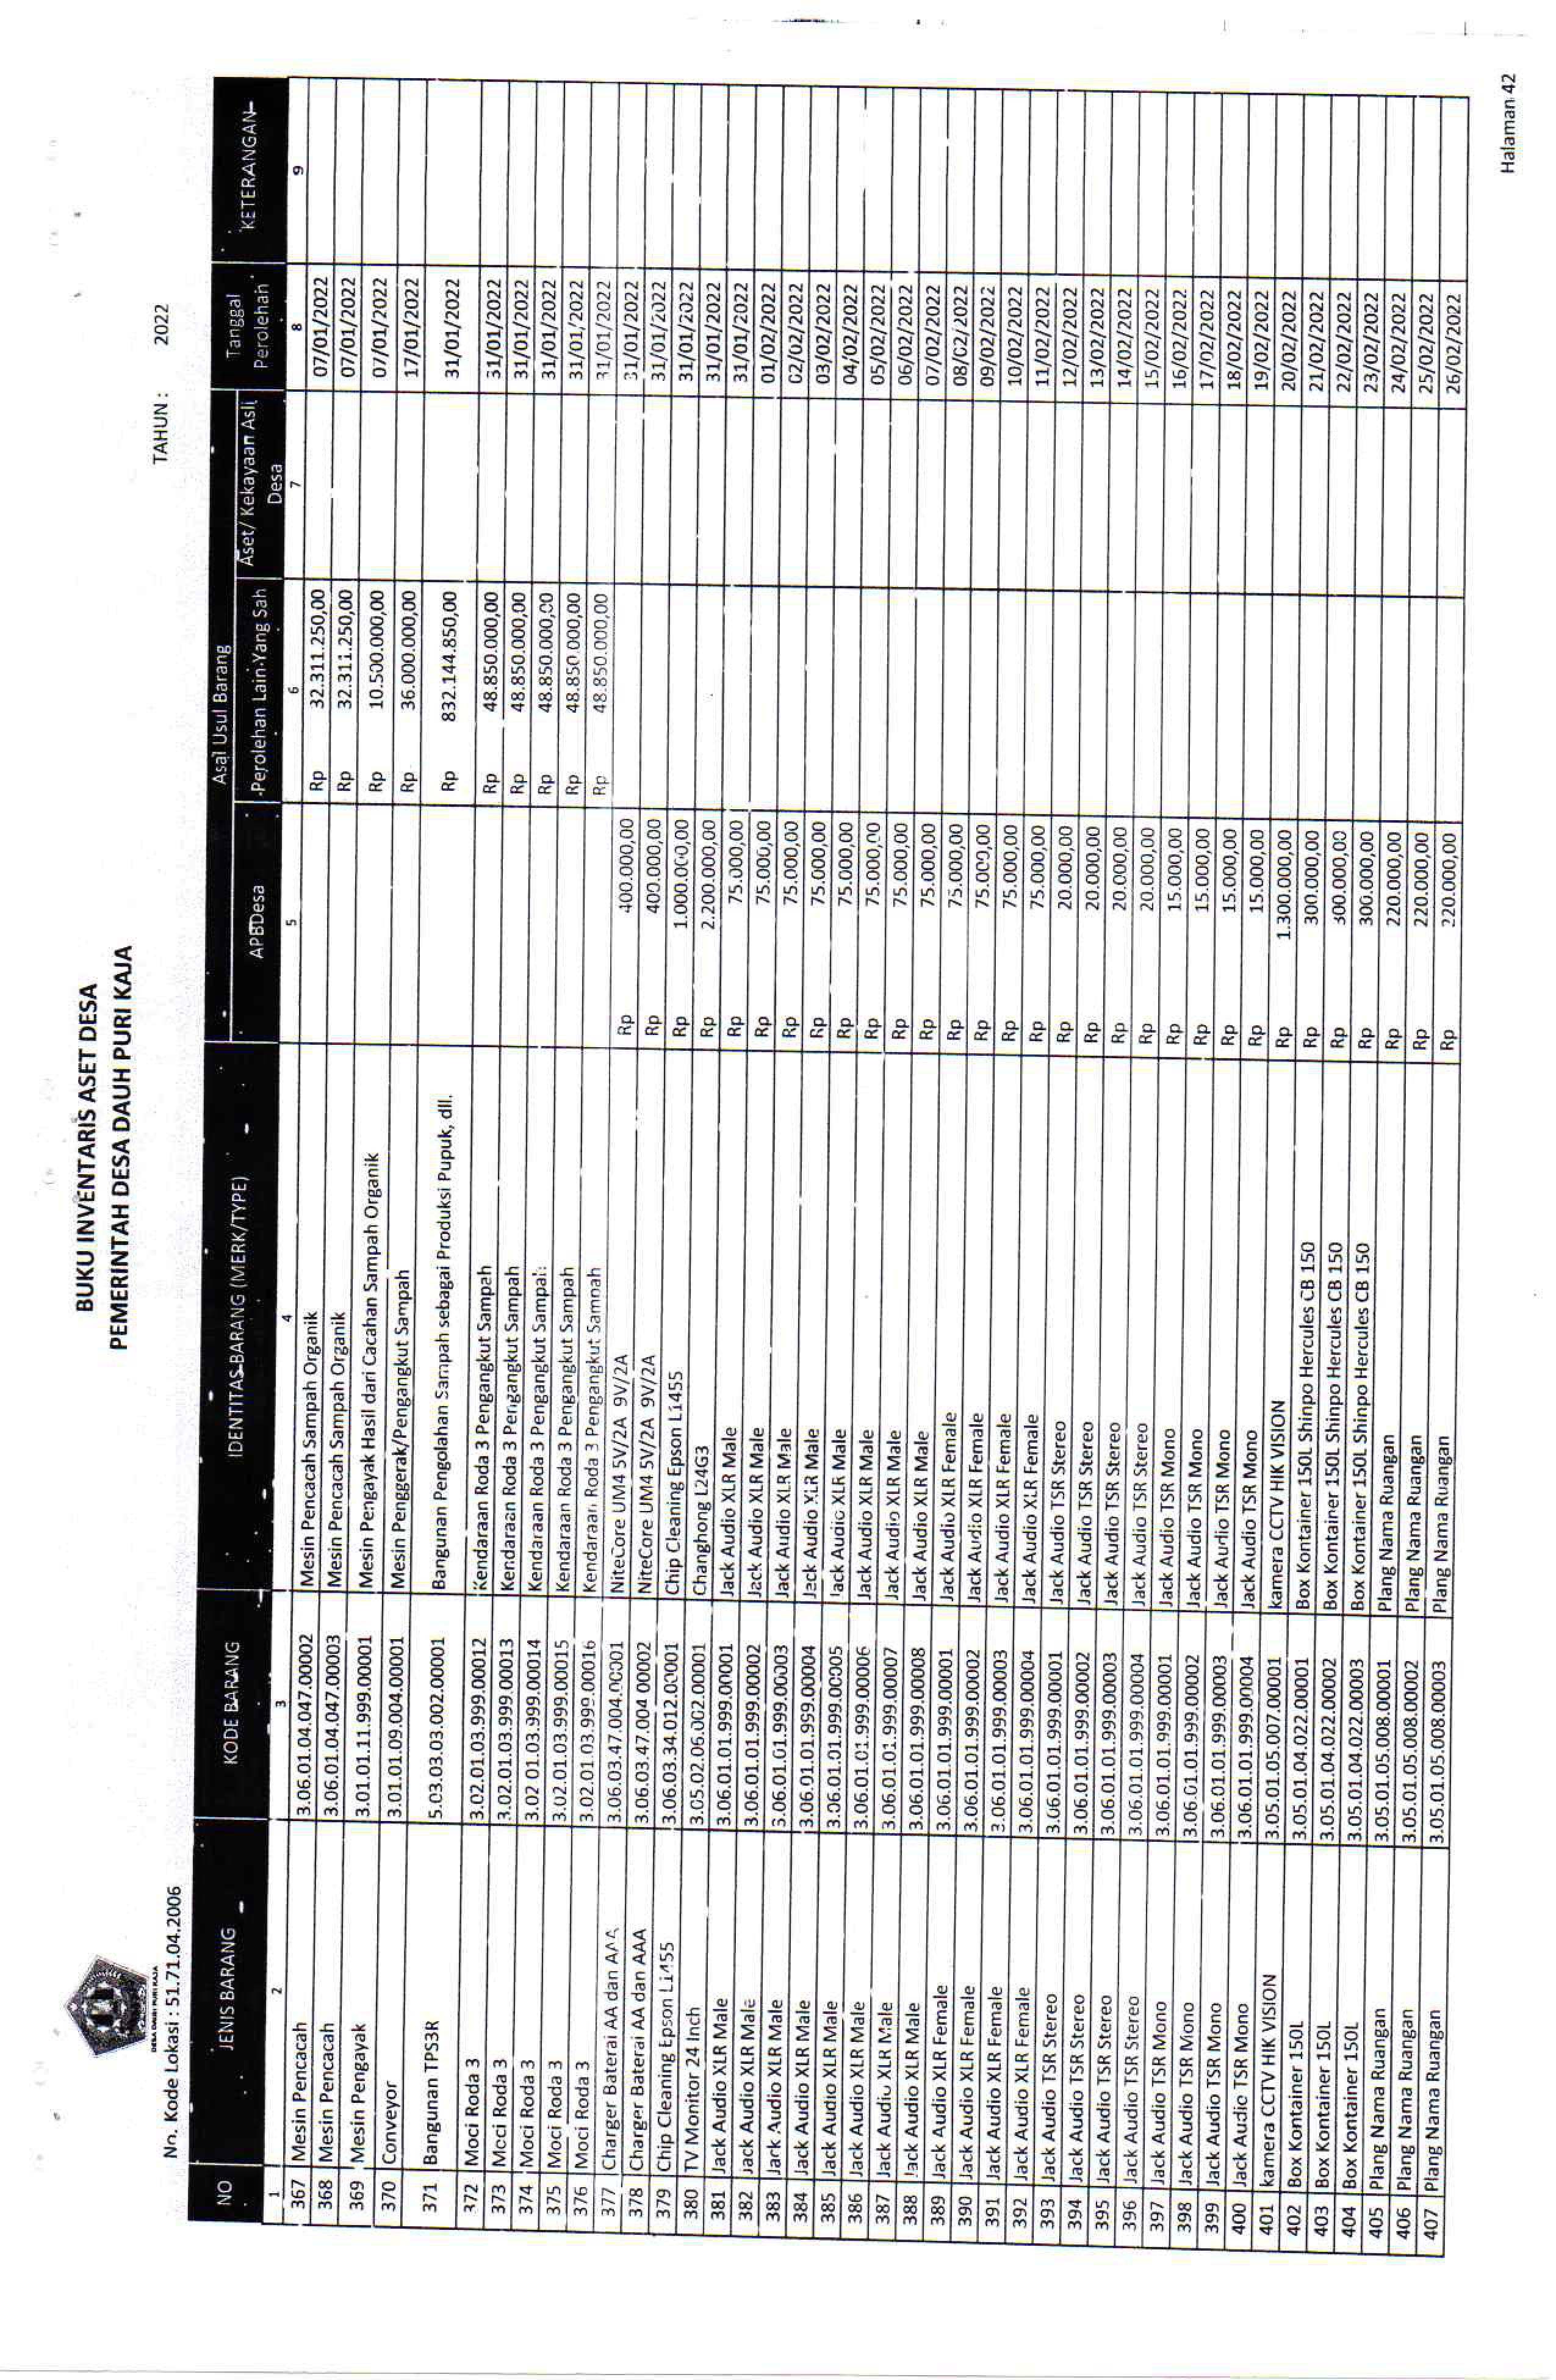 BUKU INVENTARIS ASET DESA
PEMERINTAH DESA DAUH PURI KAJA
DESA DAUH PURI KAJA
TAHUN : 2022
Nn. Kode Lokasi : 51.71.04.2006
NO JENIS BARANG KODE BARANG IDENTITAS BARANG (MERK/TYPE) Asal Usul Barang Tanggal Perolehan KETERANGAN
APBDesa Perolehan Lain Yang Sah Aset/ Kekayaan Asli Desa
1 2 3 4 5 6 7 8 9
367 Mesin Pencacah 3.06.01.04.047.00002 Mesin Pencacah Sampah Organik Rp 32.311.250,00 07/01/2022
368 Mesin Pencacah 3.06.01.04.047.00003 Mesin Pencacah Sampah Organik Rp 32.311.250,00 07/01/2022
369 Mesin Pengayak 3.01.01.11.999.00001 Mesin Pengayak Hasil dari Cacahan Sampah Organik Rp 10.500.000,00 07/01/2022
370 Conveyor 3.01.01.09.004.00001 Mesin Penggerak/Pengangkut Sampah Rp 36.000.000,00 17/01/2022
371 Bangunan TPS3R 5.03.03.03.002.00001 Bangunan Pengolahan Sampah sebagai Produksi Pupuk, dll. Rp 832.144.850,00 31/01/2022
372 Moci Roda 3 3.02.01.03.999.00012 Kendaraan Roda 3 Pengangkut Sampah Rp 48.850.000,00 31/01/2022
373 Moci Roda 3 3.02.01.03.999.00013 Kendaraan Roda 3 Pengangkut Sampah Rp 48.850.000,00 31/01/2022
374 Moci Roda 3 3.02.01.03.999.00014 Kendaraan Roda 3 Pengangkut Sampah Rp 48.850.000,00 31/01/2022
375 Moci Roda 3 3.02.01.03.999.00015 Kendaraan Roda 3 Pengangkut Sampah Rp 48.850.000,00 31/01/2022
376 Moci Roda 3 3.02.01.03.999.00016 Kendaraan Roda 3 Pengangkut Sampah Rp 48.850.000,00 31/01/2022
377 Charger Baterai AA dan AAA 3.06.03.47.004.00001 NiteCore UM4 5V/2A 9V/2A Rp 400.000,00 31/01/2022
378 Charger Baterai AA dan AAA 3.06.03.47.004.00002 NiteCore UM4 5V/2A 9V/2A Rp 400.000,00 31/01/2022
379 Chip Cleaning Epson L1455 3.06.03.34.012.00001 Chip Cleaning Epson L1455 Rp 1.000.000,00 31/01/2022
380 TV Monitor 24 Inch 3.05.02.06.002.00001 Changhong L24G3 Rp 2.200.000,00 31/01/2022
381 Jack Audio XLR Male 3.06.01.01.999.00001 Jack Audio XLR Male Rp 75.000,00 31/01/2022
382 Jack Audio XLR Male 3.06.01.01.999.00002 Jack Audio XLR Male Rp 75.000,00 01/02/2022
383 Jack Audio XLR Male 3.06.01.01.999.00003 Jack Audio XLR Male Rp 75.000,00 02/02/2022
384 Jack Audio XLR Male 3.06.01.01.999.00004 Jack Audio XLR Male Rp 75.000,00 03/02/2022
385 Jack Audio XLR Male 3.06.01.01.999.00005 Jack Audio XLR Male Rp 75.000,00 04/02/2022
386 Jack Audio XLR Male 3.06.01.01.999.00006 Jack Audio XLR Male Rp 75.000,00 05/02/2022
387 Jack Audio XLR Male 3.06.01.01.999.00007 Jack Audio XLR Male Rp 75.000,00 06/02/2022
388 Jack Audio XLR Male 3.06.01.01.999.00008 Jack Audio XLR Male Rp 75.000,00 07/02/2022
389 Jack Audio XLR Female 3.06.01.01.999.00001 Jack Audio XLR Female Rp 75.000,00 08/02/2022
390 Jack Audio XLR Female 3.06.01.01.999.00002 Jack Audio XLR Female Rp 75.000,00 09/02/2022
391 Jack Audio XLR Female 3.06.01.01.999.00003 Jack Audio XLR Female Rp 75.000,00 10/02/2022
392 Jack Audio XLR Female 3.06.01.01.999.00004 Jack Audio XLR Female Rp 75.000,00 11/02/2022
393 Jack Audio TSR Stereo 3.06.01.01.999.00001 Jack Audio TSR Stereo Rp 20.000,00 12/02/2022
394 Jack Audio TSR Stereo 3.06.01.01.999.00002 Jack Audio TSR Stereo Rp 20.000,00 13/02/2022
395 Jack Audio TSR Stereo 3.06.01.01.999.00003 Jack Audio TSR Stereo Rp 20.000,00 14/02/2022
396 Jack Audio TSR Stereo 3.06.01.01.999.00004 Jack Audio TSR Stereo Rp 20.000,00 15/02/2022
397 Jack Audio TSR Mono 3.06.01.01.999.00001 Jack Audio TSR Mono Rp 15.000,00 16/02/2022
398 Jack Audio TSR Mono 3.06.01.01.999.00002 Jack Audio TSR Mono Rp 15.000,00 17/02/2022
399 Jack Audio TSR Mono 3.06.01.01.999.00003 Jack Audio TSR Mono Rp 15.000,00 18/02/2022
400 Jack Audio TSR Mono 3.06.01.01.999.00004 Jack Audio TSR Mono Rp 15.000,00 19/02/2022
401 kamera CCTV HIK VISION 3.05.01.05.007.00001 kamera CCTV HIK VISION Rp 1.300.000,00 20/02/2022
402 Box Kontainer 150L 3.05.01.04.022.00001 Box Kontainer 150L Shinpo Hercules CB 150 Rp 300.000,00 21/02/2022
403 Box Kontainer 150L 3.05.01.04.022.00002 Box Kontainer 150L Shinpo Hercules CB 150 Rp 300.000,00 22/02/2022
404 Box Kontainer 150L 3.05.01.04.022.00003 Box Kontainer 150L Shinpo Hercules CB 150 Rp 300.000,00 23/02/2022
405 Plang Nama Ruangan 3.05.01.05.008.00001 Plang Nama Ruangan Rp 220.000,00 24/02/2022
406 Plang Nama Ruangan 3.05.01.05.008.00002 Plang Nama Ruangan Rp 220.000,00 25/02/2022
407 Plang Nama Ruangan 3.05.01.05.008.00003 Plang Nama Ruangan Rp 220.000,00 26/02/2022
Halaman 42